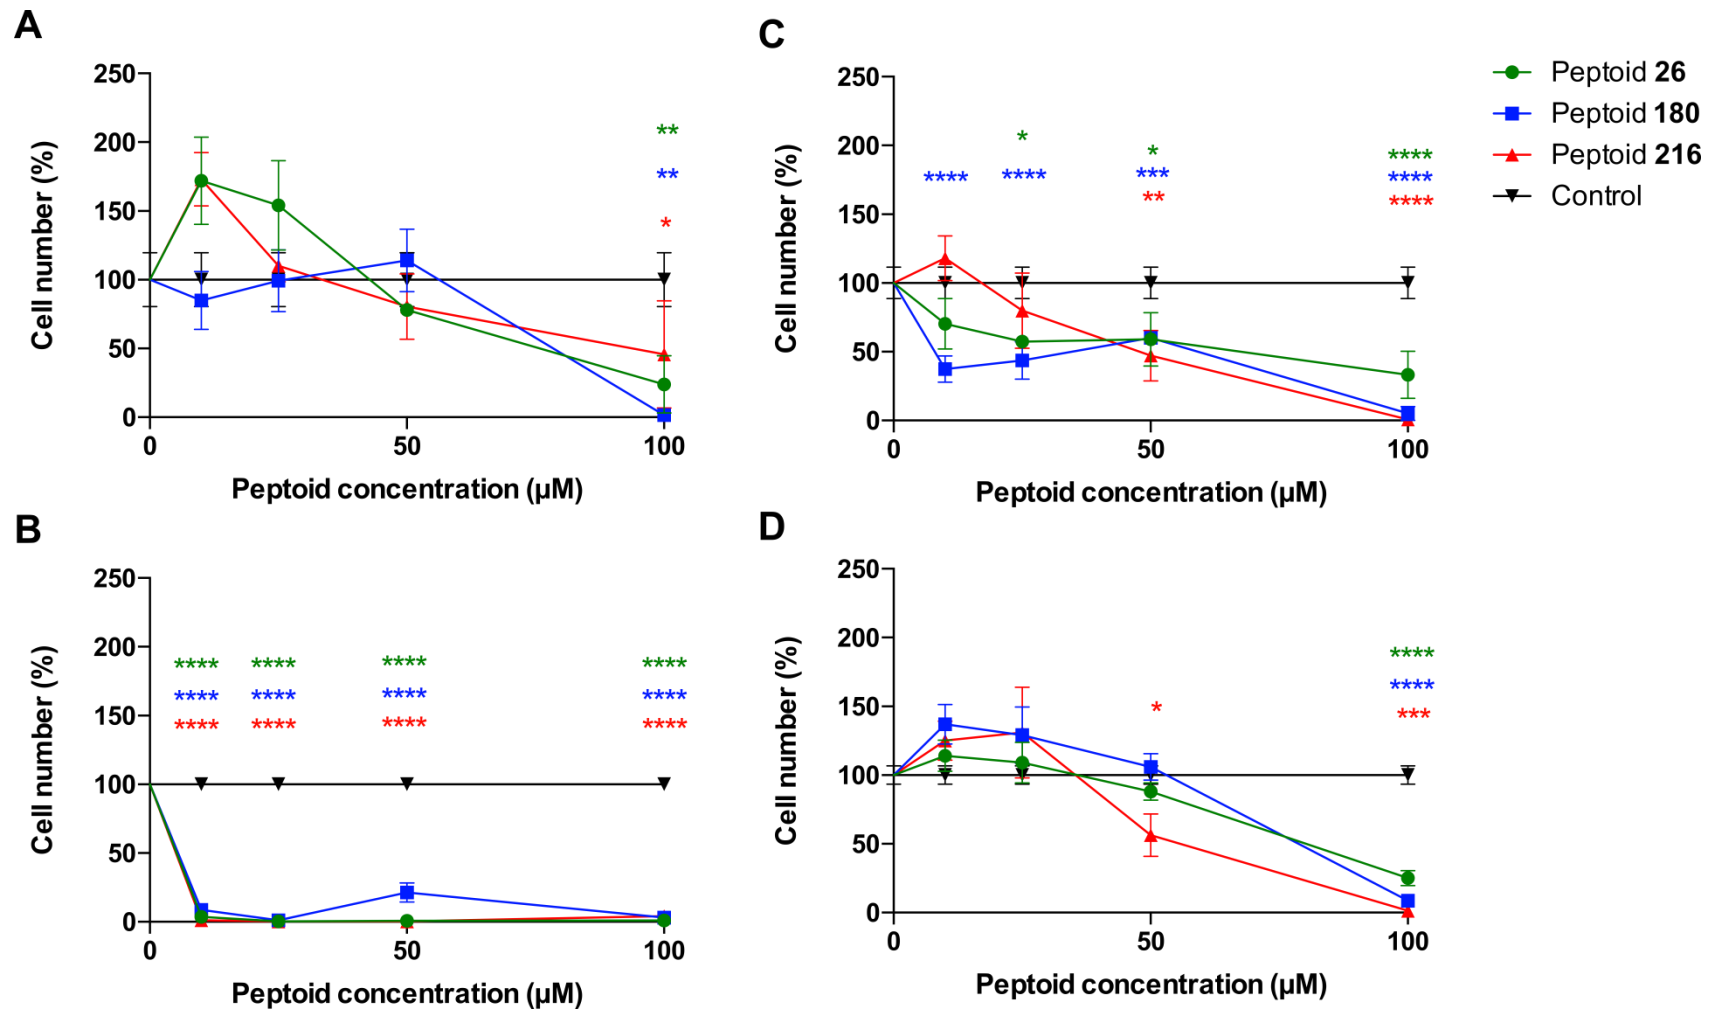 A
250
200
150
100
50
0
0 50 100
Cell number (%)
Peptoid concentration (µM)
**
**
*
C
250
200
150
100
50
0
0 50 100
Cell number (%)
Peptoid concentration (µM)
**** * * ****
**** *** ****
** ****
Peptoid 26
Peptoid 180
Peptoid 216
Control
B
250
200
150
100
50
0
0 50 100
Cell number (%)
Peptoid concentration (µM)
**** **** **** ****
**** **** **** ****
**** **** **** ****
D
250
200
150
100
50
0
0 50 100
Cell number (%)
Peptoid concentration (µM)
****
****
* ***